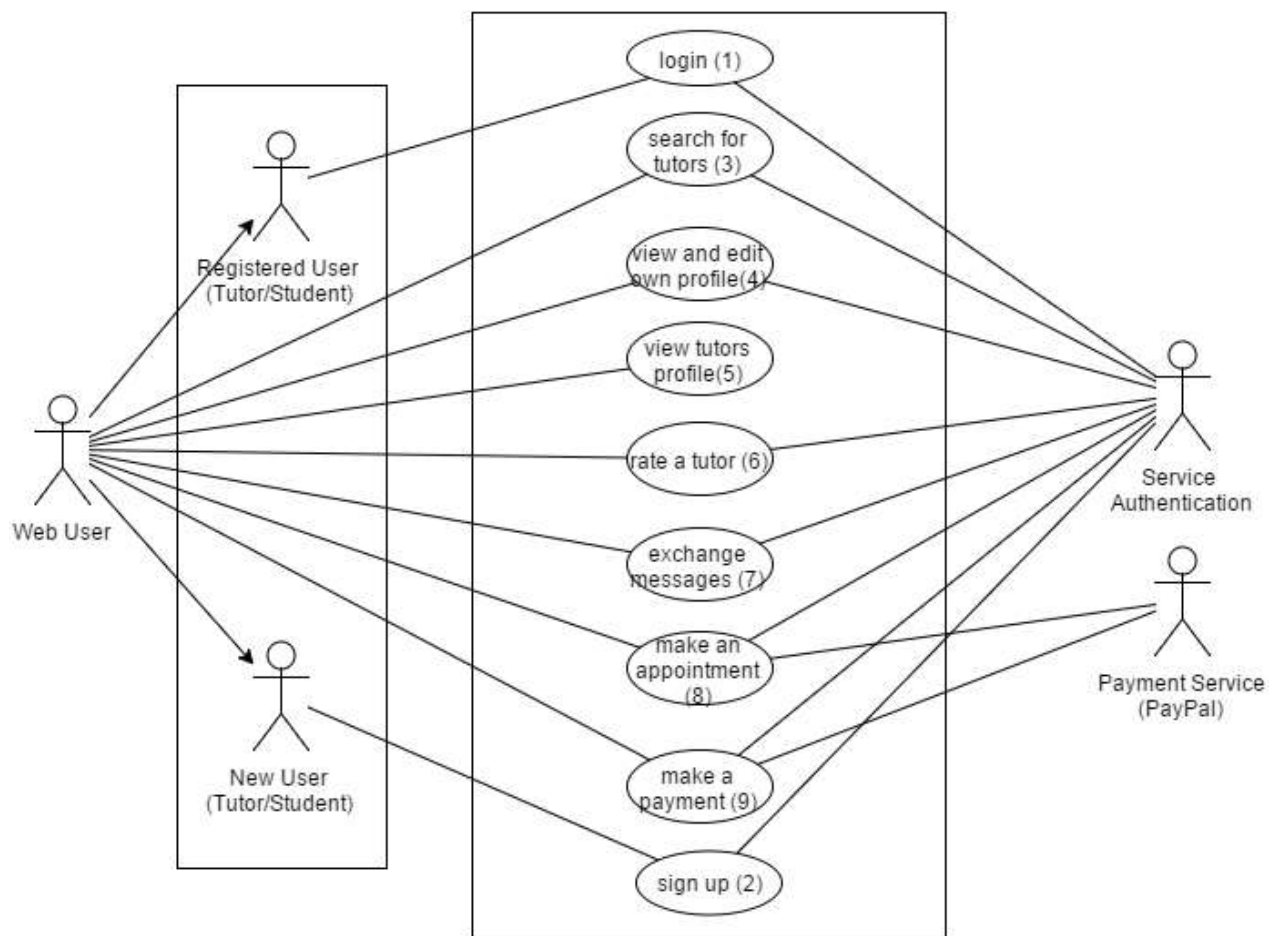 login (1)
search for
tutors (3)
view and edit
own profile(4)
Registered User
(Tutor/Student)
view tutors
profile(5)
rate a tutor (6)
Service
Authentication
Web User
exchange
messages (7)
make an
appointment
(8)
Payment Service
(PayPal)
New User
(Tutor/Student)
make a
payment (9)
sign up (2)